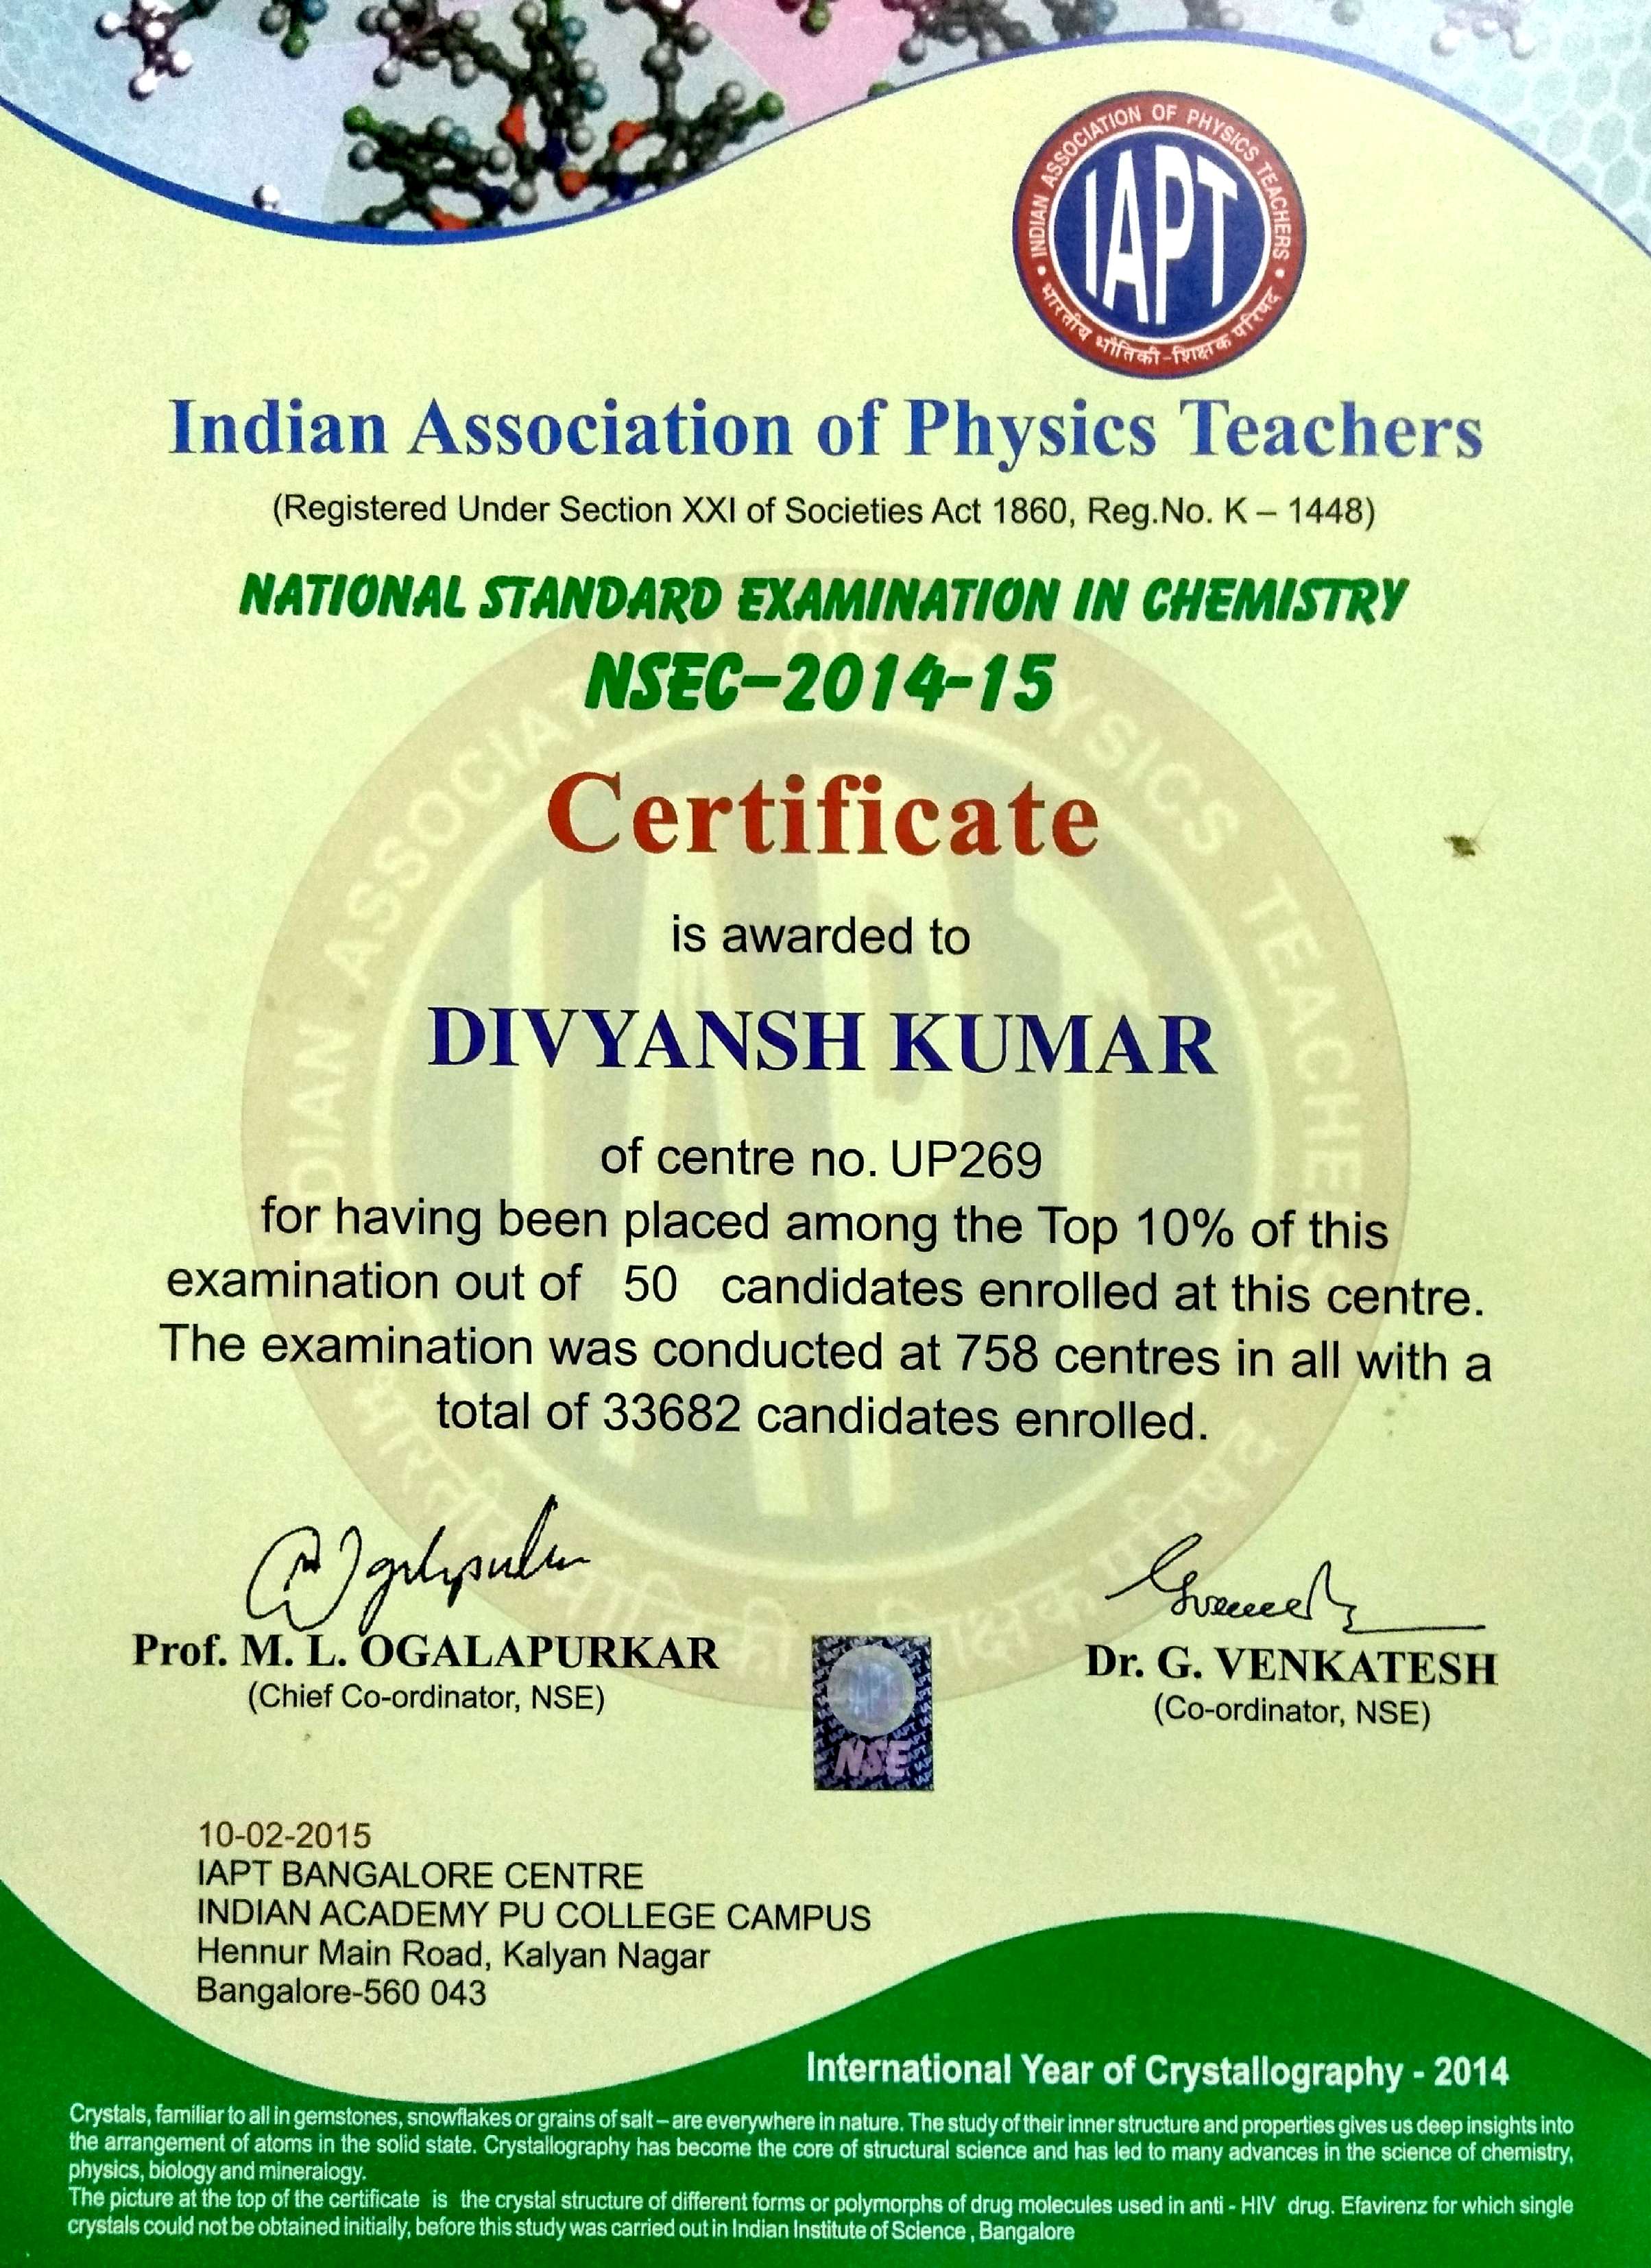 INDIAN ASSOCIATION OF PHYSICS TEACHERS
IAPT
भारतीय भौतिकी-शिक्षक परिषद
Indian Association of Physics Teachers
(Registered Under Section XXI of Societies Act 1860, Reg.No. K – 1448)
NATIONAL STANDARD EXAMINATION IN CHEMISTRY
NSEC–2014-15
Certificate
is awarded to
DIVYANSH KUMAR
of centre no. UP269
for having been placed among the Top 10% of this
examination out of 50 candidates enrolled at this centre.
The examination was conducted at 758 centres in all with a
total of 33682 candidates enrolled.
Prof. M. L. OGALAPURKAR
(Chief Co-ordinator, NSE)
Dr. G. VENKATESH
(Co-ordinator, NSE)
IAPT
NSE
10-02-2015
IAPT BANGALORE CENTRE
INDIAN ACADEMY PU COLLEGE CAMPUS
Hennur Main Road, Kalyan Nagar
Bangalore-560 043
International Year of Crystallography - 2014
Crystals, familiar to all in gemstones, snowflakes or grains of salt – are everywhere in nature. The study of their inner structure and properties gives us deep insights into
the arrangement of atoms in the solid state. Crystallography has become the core of structural science and has led to many advances in the science of chemistry,
physics, biology and mineralogy.
The picture at the top of the certificate is the crystal structure of different forms or polymorphs of drug molecules used in anti - HIV drug. Efavirenz for which single
crystals could not be obtained initially, before this study was carried out in Indian Institute of Science , Bangalore